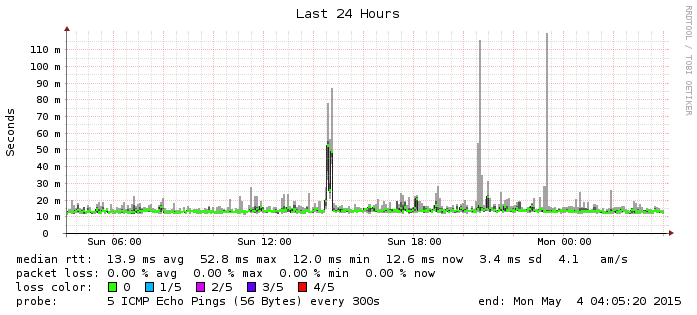 Last 24 Hours
RRDTOOL / TOBI OETIKER
Seconds
110 m
100 m
90 m
80 m
70 m
60 m
50 m
40 m
30 m
20 m
10 m
0
Sun 06:00 Sun 12:00 Sun 18:00 Mon 00:00
median rtt: 13.9 ms avg 52.8 ms max 12.0 ms min 12.6 ms now 3.4 ms sd 4.1 am/s
packet loss: 0.00 % avg 0.00 % max 0.00 % min 0.00 % now
loss color: 0 1/5 2/5 3/5 4/5
probe: 5 ICMP Echo Pings (56 Bytes) every 300s end: Mon May 4 04:05:20 2015